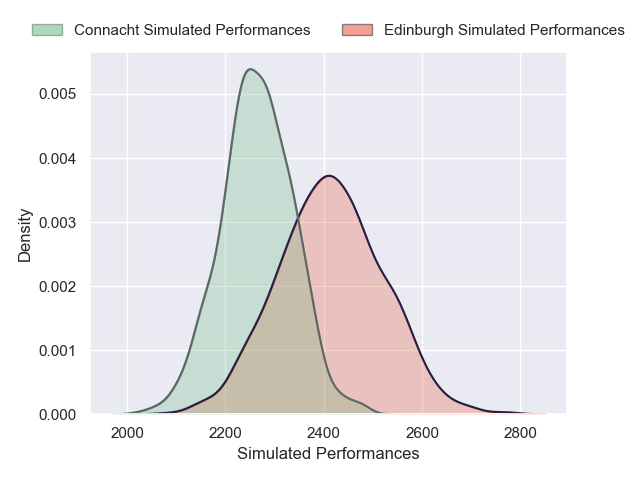 Connacht Simulated Performances Edinburgh Simulated Performances
0.005
0.004
0.003
0.002
0.001
0.000
Density
2000 2200 2400 2600 2800
Simulated Performances